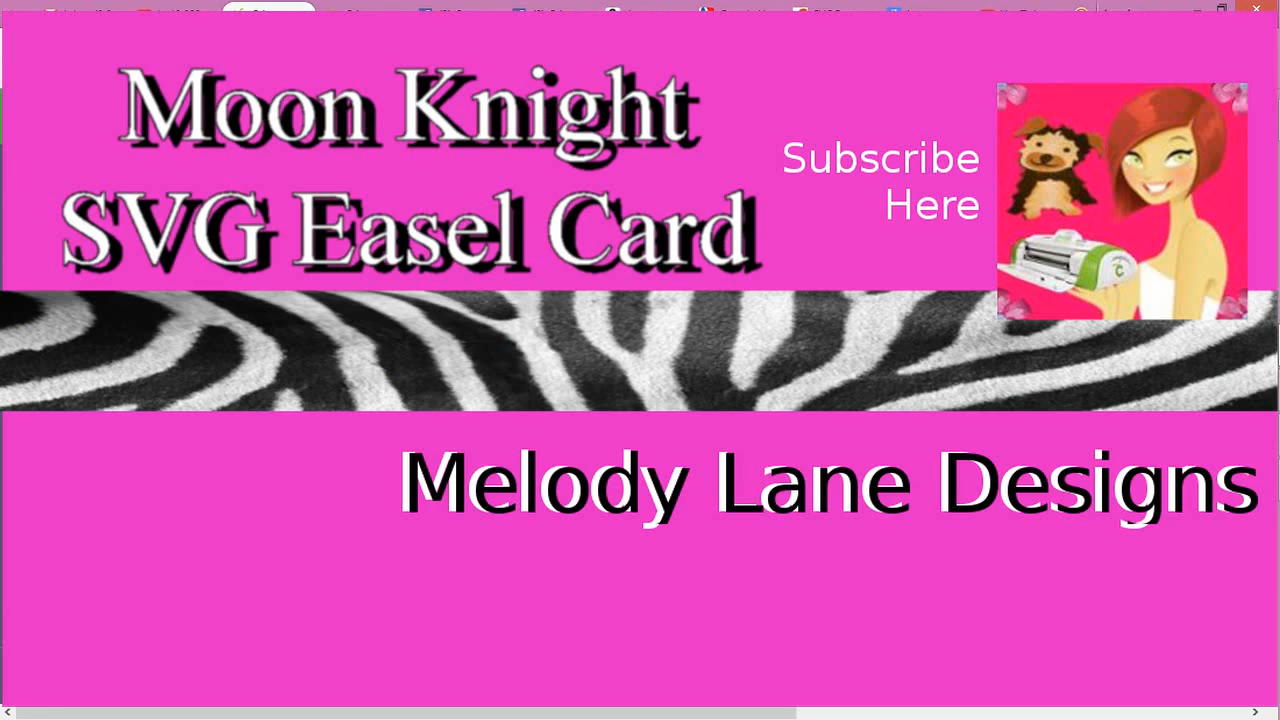 Moon Knight
SVG Easel Card
Subscribe
Here
Melody Lane Designs